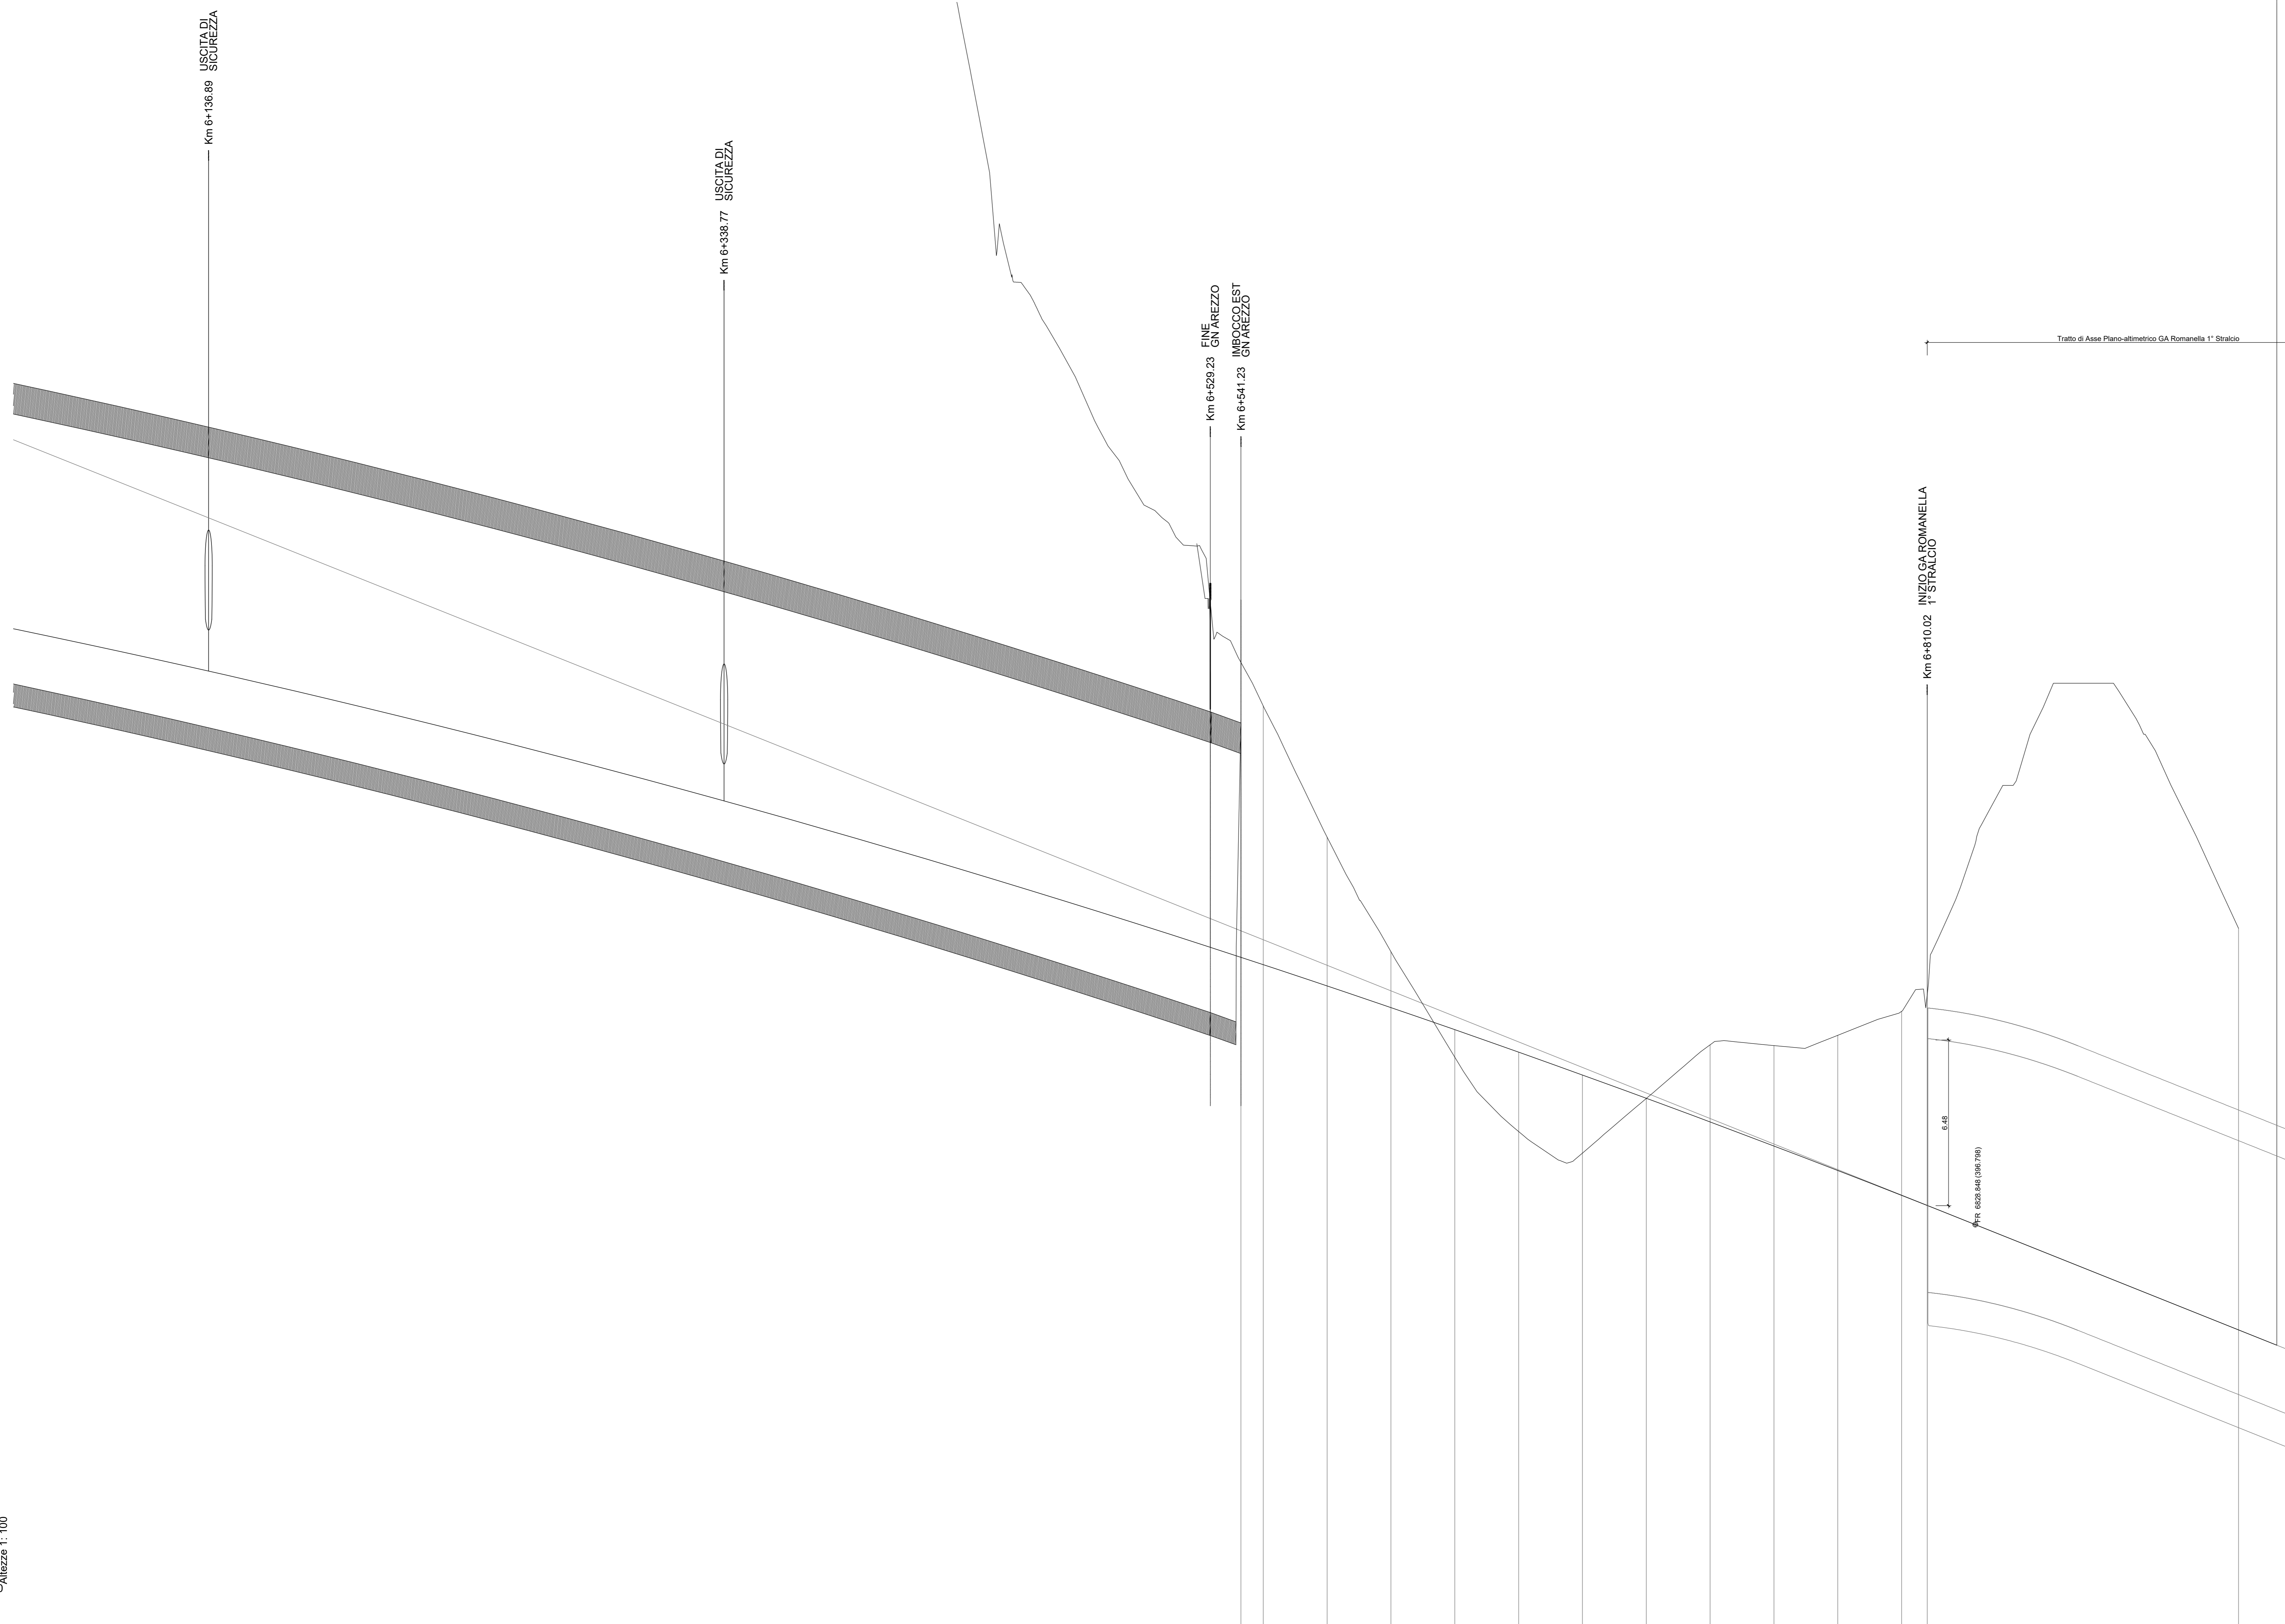 Km 6+136.89 USCITA DI
SICUREZZA
Km 6+338.77 USCITA DI
SICUREZZA
Km 6+529.23 FINE
GN AREZZO
Km 6+541.23 IMBOCCO EST
GN AREZZO
Km 6+810.02 INIZIO GA ROMANELLA
1° STRALCIO
Tratto di Asse Plano-altimetrico GA Romanella 1° Stralcio
6.48
FR 6828.848 (396.798)
Altezze 1: 100